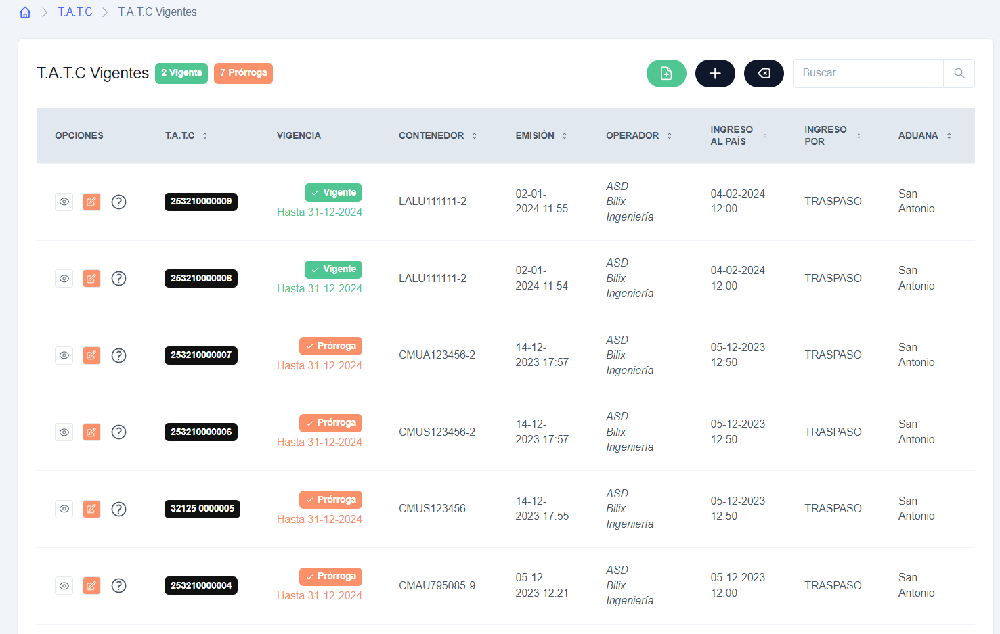 T.A.T.C T.A.T.C Vigentes
T.A.T.C Vigentes 2 Vigente 7 Prórroga Buscar...
OPCIONES T.A.T.C VIGENCIA CONTENEDOR EMISIÓN OPERADOR INGRESO AL PAÍS INGRESO POR ADUANA
253210000009 Vigente Hasta 31-12-2024 LALU111111-2 02-01-2024 11:55 ASD Bilix Ingeniería 04-02-2024 12:00 TRASPASO San Antonio
253210000008 Vigente Hasta 31-12-2024 LALU111111-2 02-01-2024 11:54 ASD Bilix Ingeniería 04-02-2024 12:00 TRASPASO San Antonio
253210000007 Prórroga Hasta 31-12-2024 CMUA123456-2 14-12-2023 17:57 ASD Bilix Ingeniería 05-12-2023 12:50 TRASPASO San Antonio
253210000006 Prórroga Hasta 31-12-2024 CMUS123456-2 14-12-2023 17:57 ASD Bilix Ingeniería 05-12-2023 12:50 TRASPASO San Antonio
32125 0000005 Prórroga Hasta 31-12-2024 CMUS123456- 14-12-2023 17:55 ASD Bilix Ingeniería 05-12-2023 12:50 TRASPASO San Antonio
253210000004 Prórroga Hasta 31-12-2024 CMAU795085-9 05-12-2023 12:21 ASD Bilix Ingeniería 05-12-2023 12:00 TRASPASO San Antonio